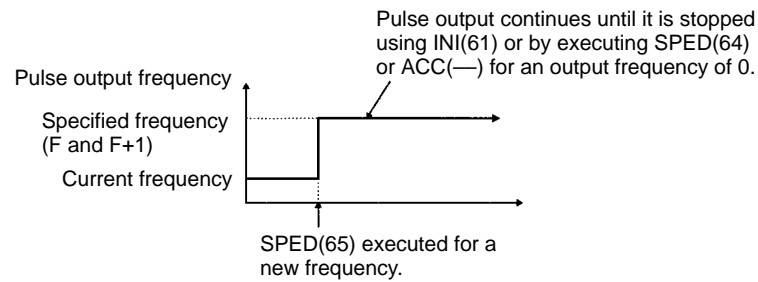 Pulse output continues until it is stopped
using INI(61) or by executing SPED(64)
or ACC(—) for an output frequency of 0.
Pulse output frequency
Specified frequency
(F and F+1)
Current frequency
SPED(65) executed for a
new frequency.